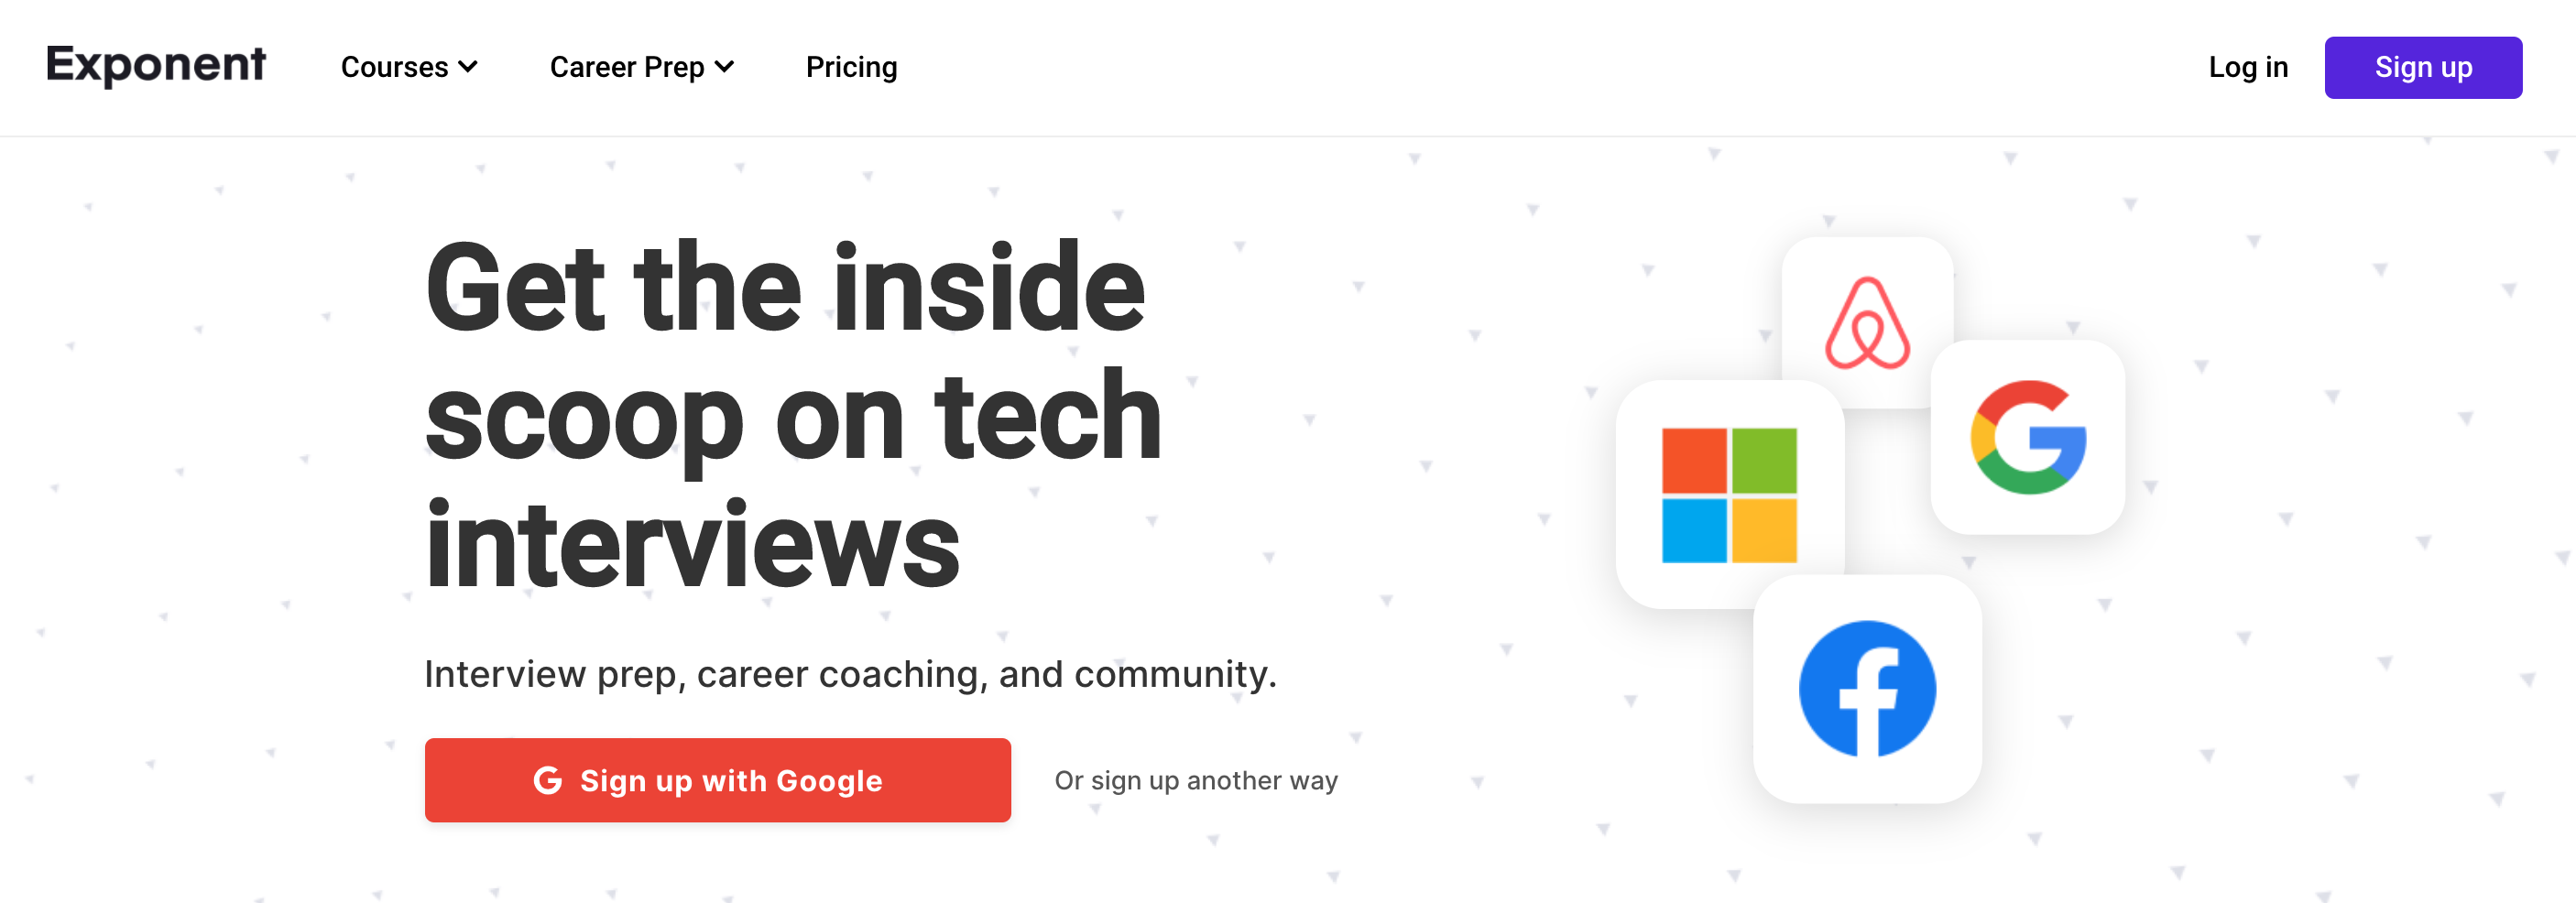 Exponent
Courses
Career Prep
Pricing
Log in
Sign up
Get the inside
scoop on tech
interviews
Interview prep, career coaching, and community.
Sign up with Google
Or sign up another way